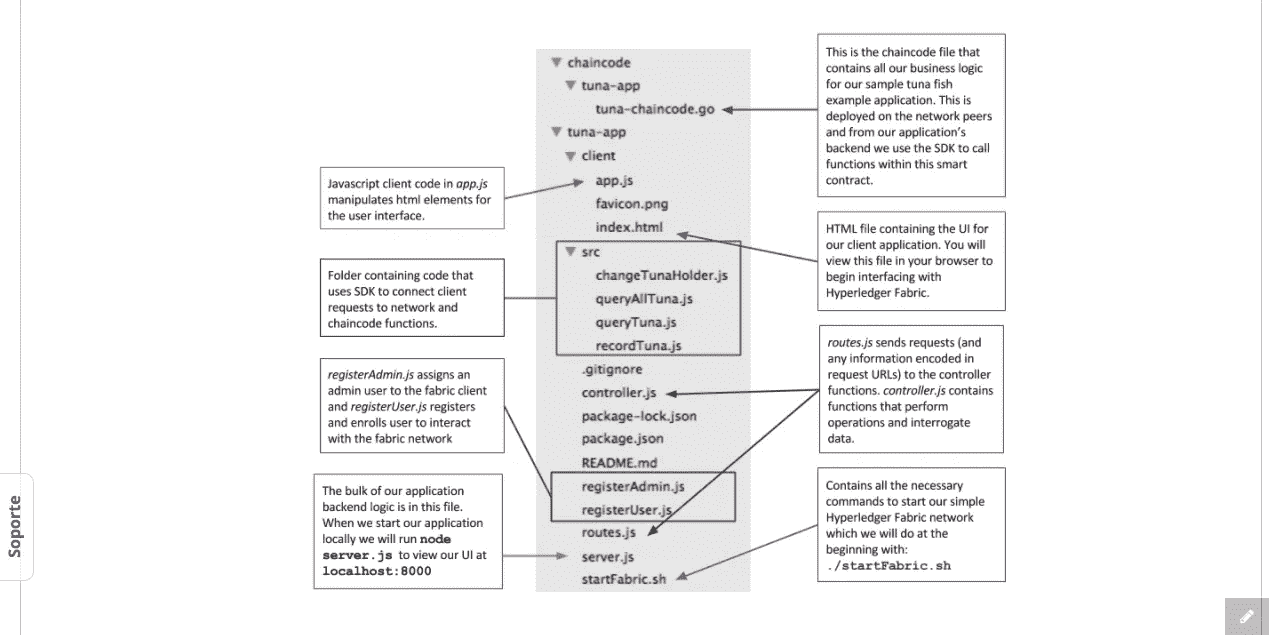 chaincode
tuna-app
tuna-chaincode.go
tuna-app
client
app.js
favicon.png
index.html
src
changeTunaHolder.js
queryAllTuna.js
queryTuna.js
recordTuna.js
.gitignore
controller.js
package-lock.json
package.json
README.md
registerAdmin.js
registerUser.js
routes.js
server.js
startFabric.sh
Javascript client code in app.js
manipulates html elements for
the user interface.
Folder containing code that
uses SDK to connect client
requests to network and
chaincode functions.
registerAdmin.js assigns an
admin user to the fabric client
and registerUser.js registers
and enrolls user to interact
with the fabric network
The bulk of our application
backend logic is in this file.
When we start our application
locally we will run node
server.js to view our UI at
localhost:8000
This is the chaincode file that
contains all our business logic
for our sample tuna fish
example application. This is
deployed on the network peers
and from our application's
backend we use the SDK to call
functions within this smart
contract.
HTML file containing the UI for
our client application. You will
view this file in your browser to
begin interfacing with
Hyperledger Fabric.
routes.js sends requests (and
any information encoded in
request URLs) to the controller
functions. controller.js contains
functions that perform
operations and interrogate
data.
Contains all the necessary
commands to start our simple
Hyperledger Fabric network
which we will do at the
beginning with:
./startFabric.sh
Soporte